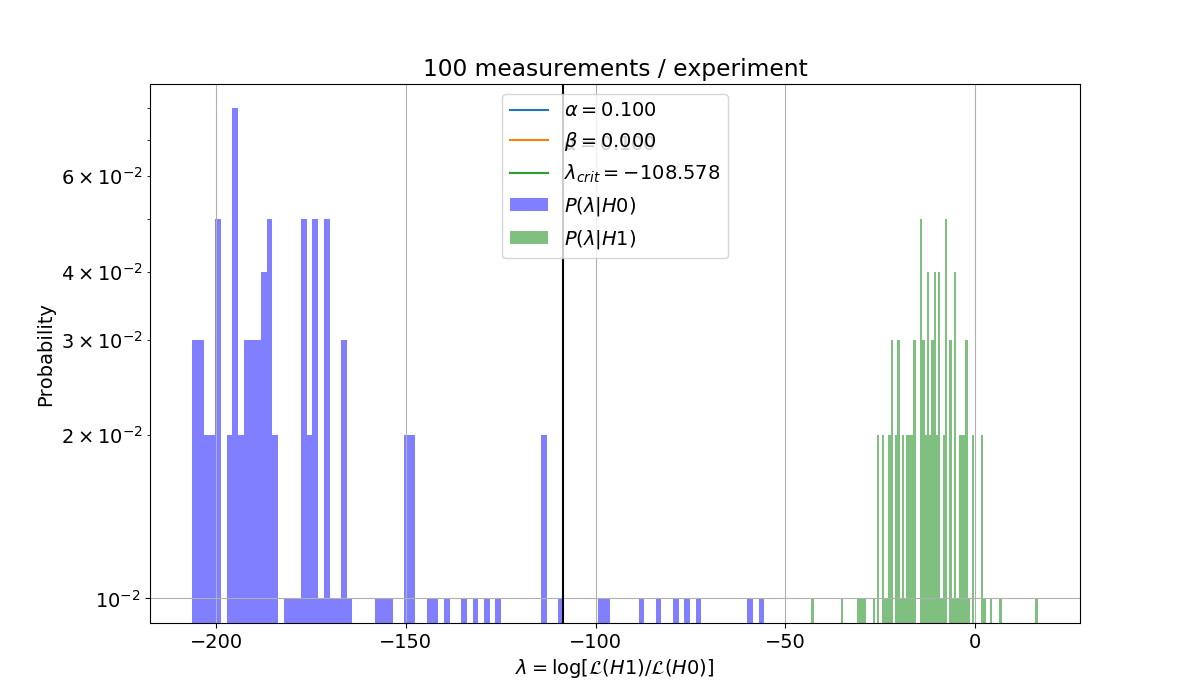 100 measurements / experiment
α = 0.100
β = 0.000
λ_crit = −108.578
P(λ|H0)
P(λ|H1)
Probability
6 × 10⁻²
4 × 10⁻²
3 × 10⁻²
2 × 10⁻²
10⁻²
−200 −150 −100 −50 0
λ = log[ℒ(H1)/ℒ(H0)]